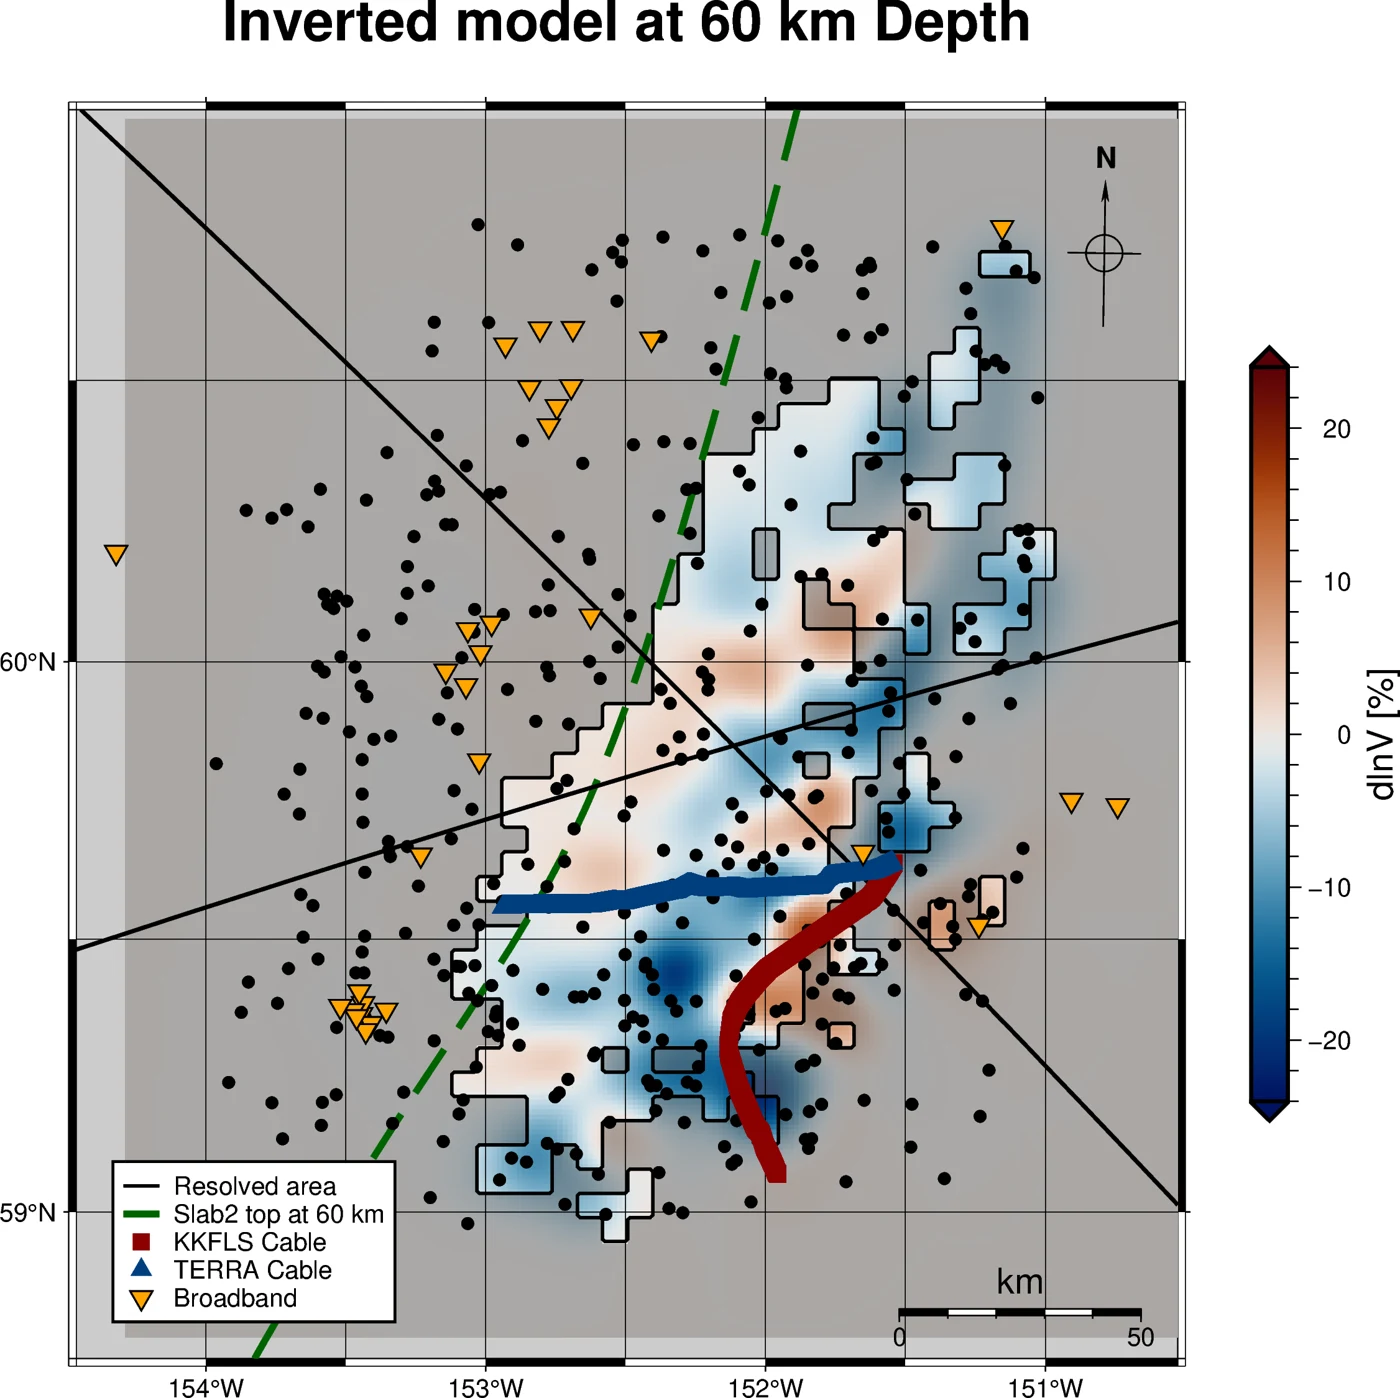 Inverted model at 60 km Depth
N
20
10
0
−10
−20
dlnV [%]
60°N
59°N
Resolved area
Slab2 top at 60 km
KKFLS Cable
TERRA Cable
Broadband
km
0
50
154°W
153°W
152°W
151°W